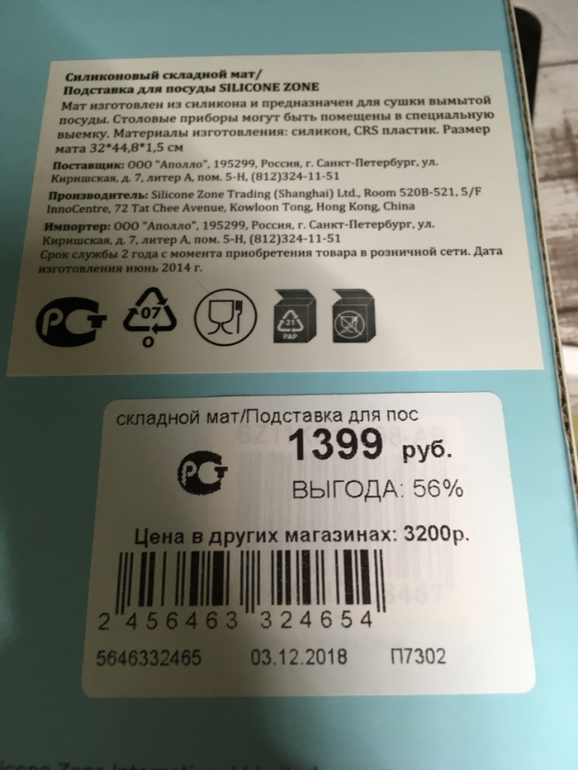 Силиконовый складной мат/
Подставка для посуды SILICONE ZONE
Мат изготовлен из силикона и предназначен для сушки вымытой
посуды. Столовые приборы могут быть помещены в специальную
выемку. Материалы изготовления: силикон, CRS пластик. Размер
мата 32*44,8*1,5 см
Поставщик: ООО "Аполло", 195299, Россия, г. Санкт-Петербург, ул.
Киришская, д. 7, литер А, пом. 5-Н, (812)324-11-51
Производитель: Silicone Zone Trading (Shanghai) Ltd., Room 520B-521, 5/F
InnoCentre, 72 Tat Chee Avenue, Kowloon Tong, Hong Kong, China
Импортер: ООО "Аполло", 195299, Россия, г. Санкт-Петербург, ул.
Киришская, д. 7, литер А, пом. 5-Н, (812)324-11-51
Срок службы 2 года с момента приобретения товара в розничной сети. Дата
изготовления июнь 2014 г.
РСТ 07 21
О PAP
складной мат/Подставка для пос
1399 руб.
РСТ
ВЫГОДА: 56%
Цена в других магазинах: 3200р.
2 456463 324654
5646332465 03.12.2018 П7302